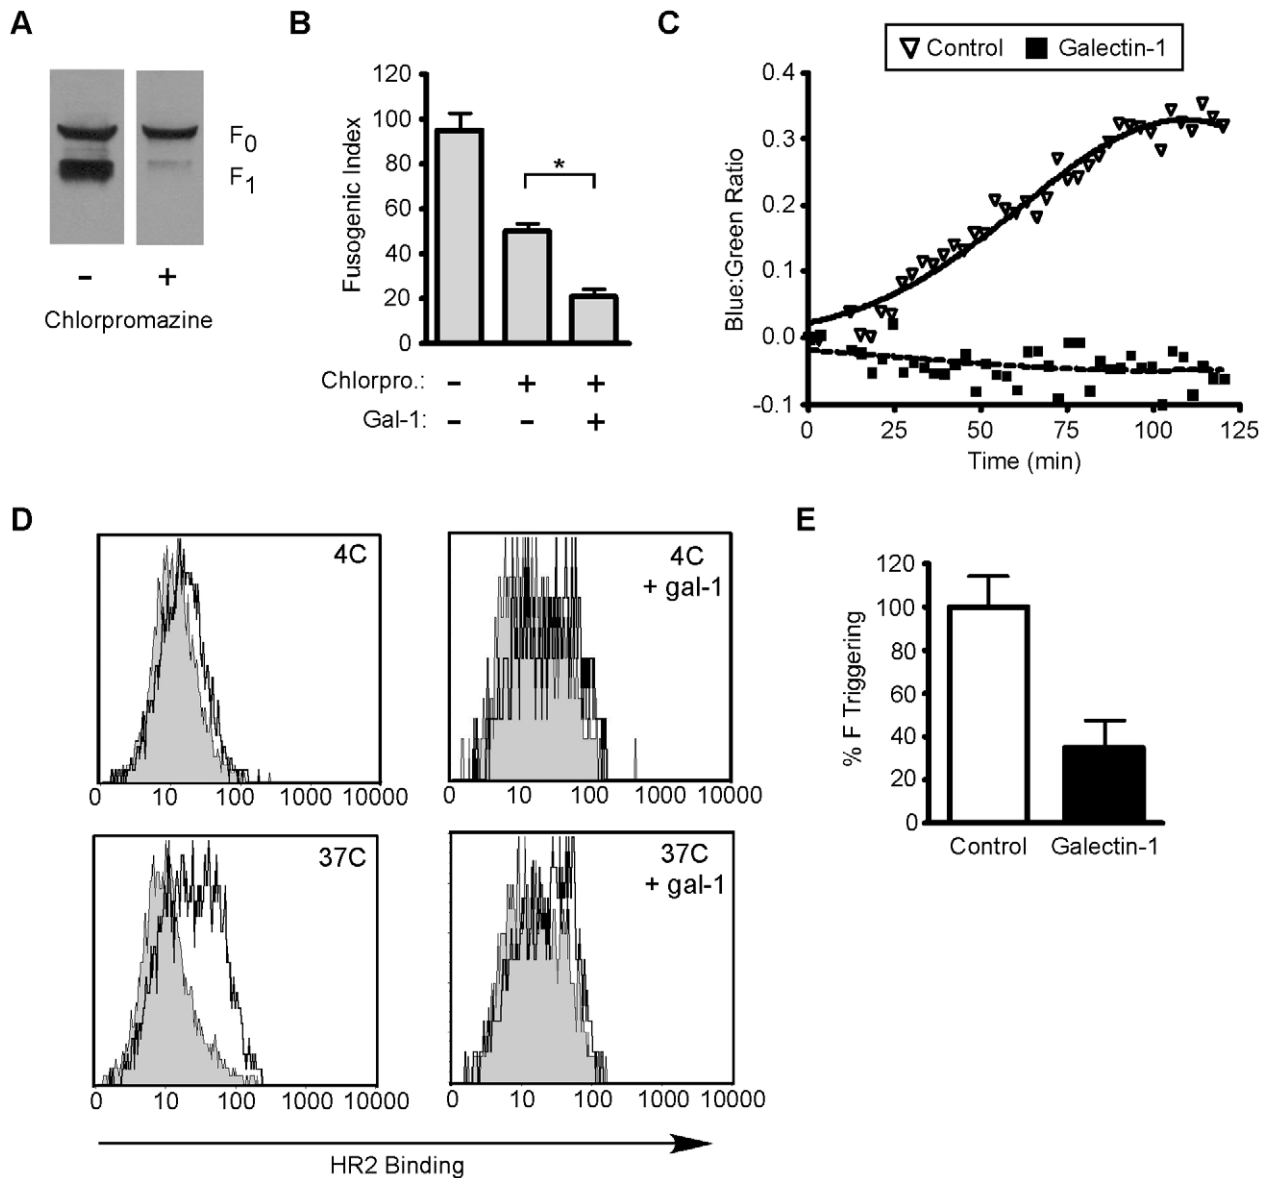 A
F0
F1
- +
Chlorpromazine
B
Fusogenic Index
120
100
80
60
40
20
0
*
Chlorpro.: - + +
Gal-1: - - +
C
Control Galectin-1
Blue:Green Ratio
0.4
0.3
0.2
0.1
0.0
-0.1
0 25 50 75 100 125
Time (min)
D
4C
0 10 100 1000 10000
4C
+ gal-1
0 10 100 1000 10000
37C
0 10 100 1000 10000
37C
+ gal-1
0 10 100 1000 10000
HR2 Binding
E
% F Triggering
120
100
80
60
40
20
0
Control Galectin-1